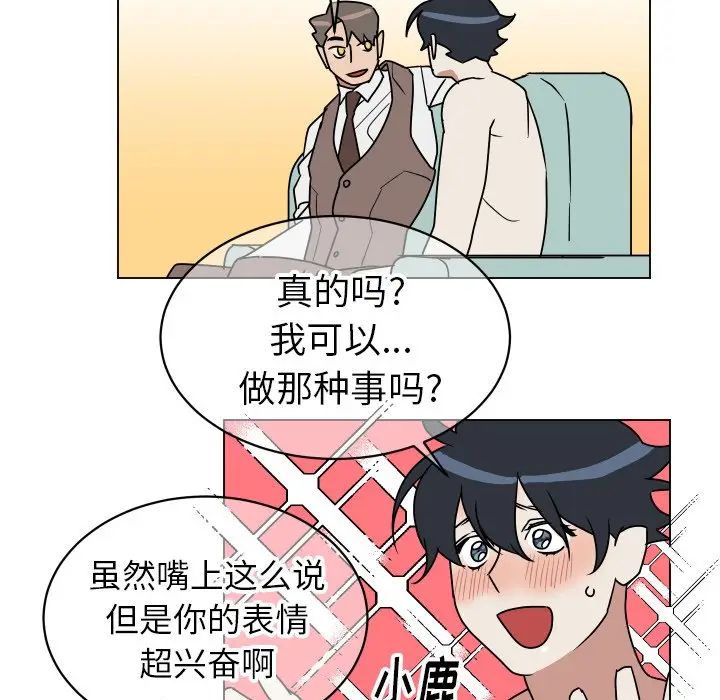 真的吗?
我可以...
做那种事吗?
虽然嘴上这么说
但是你的表情
超兴奋啊
小鹿